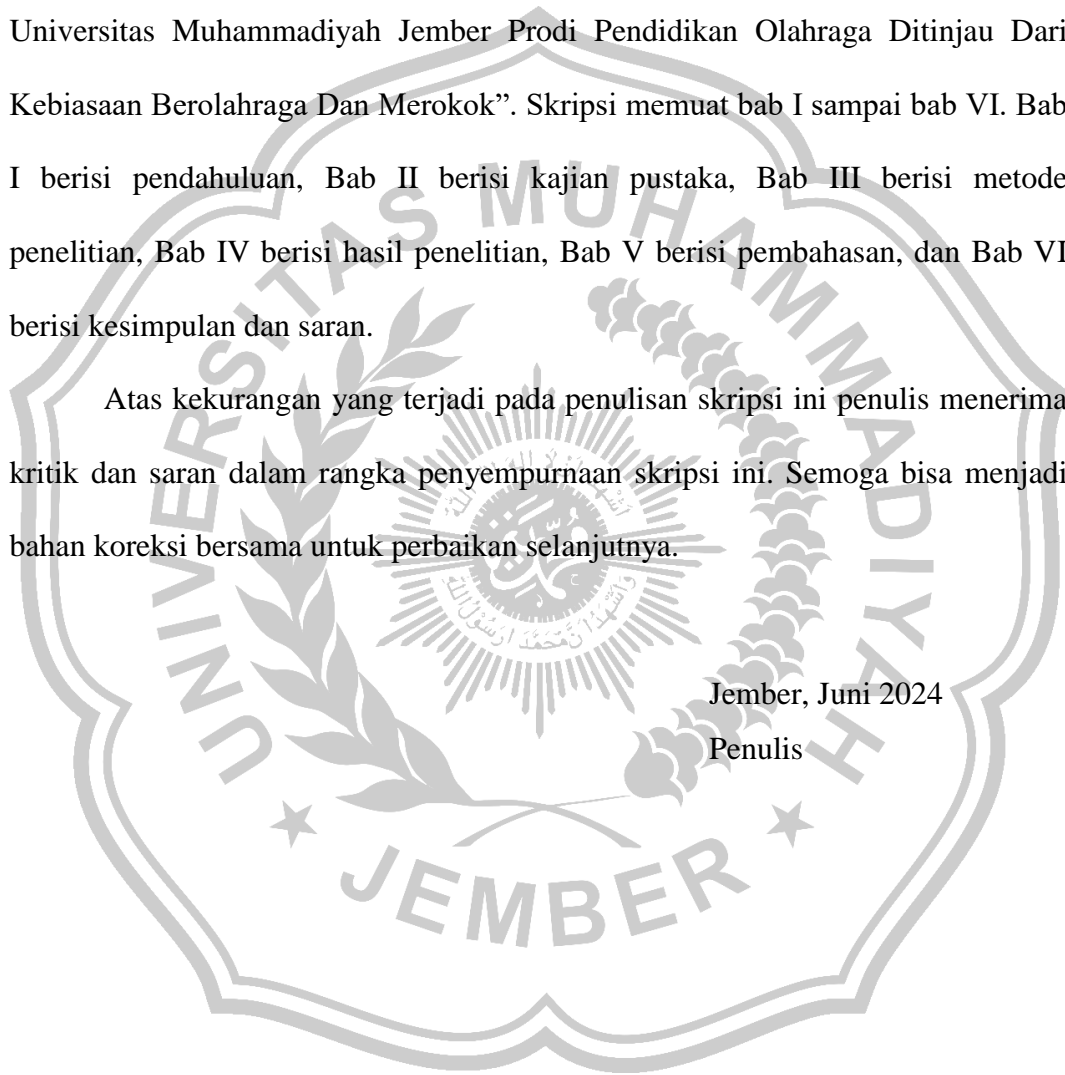 Universitas Muhammadiyah Jember Prodi Pendidikan Olahraga Ditinjau Dari
Kebiasaan Berolahraga Dan Merokok”. Skripsi memuat bab I sampai bab VI. Bab
I berisi pendahuluan, Bab II berisi kajian pustaka, Bab III berisi metode
penelitian, Bab IV berisi hasil penelitian, Bab V berisi pembahasan, dan Bab VI
berisi kesimpulan dan saran.
Atas kekurangan yang terjadi pada penulisan skripsi ini penulis menerima
kritik dan saran dalam rangka penyempurnaan skripsi ini. Semoga bisa menjadi
bahan koreksi bersama untuk perbaikan selanjutnya.
Jember, Juni 2024
Penulis
UNIVERSITAS MUHAMMADIYAH
JEMBER